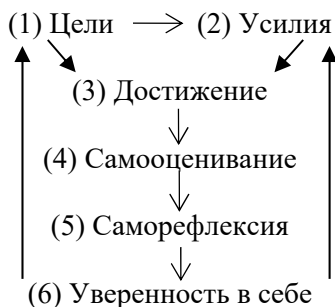 (1) Цели (2) Усилия
(3) Достижение
(4) Самооценивание
(5) Саморефлексия
(6) Уверенность в себе